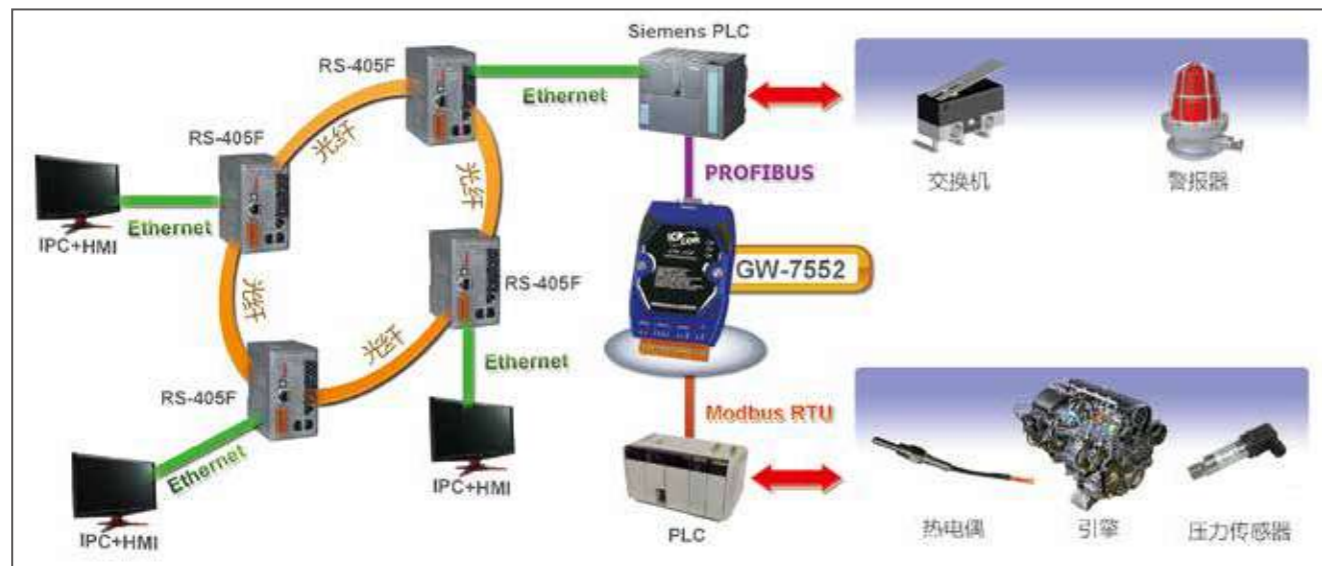 Siemens PLC
RS-405F
Ethernet
光纤
RS-405F
光纤
PROFIBUS
交换机
警报器
Ethernet
IPC+HMI
GW-7552
RS-405F
光纤
光纤
Ethernet
RS-405F
Modbus RTU
Ethernet
IPC+HMI
IPC+HMI
PLC
热电偶
引擎
压力传感器